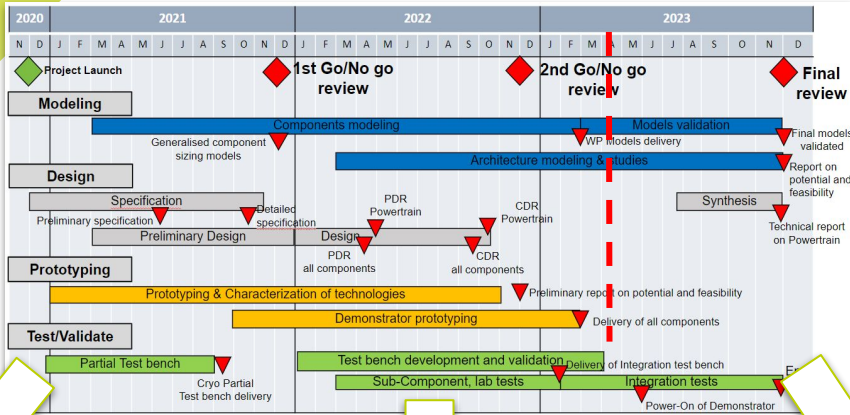 2020 2021 2022 2023
N D J F M A M J J A S O N D J F M A M J J A S O N D J F M A M J J A S O N D
Project Launch
1st Go/No go
review
2nd Go/No go
review
Final
review
Modeling
Components modeling
Models validation
Generalised component
sizing models
WP Models delivery
Final models
validated
Architecture modeling & studies
Report on
potential and
feasibility
Design
Specification
Synthesis
Preliminary specification
Detailed
specification
PDR
Powertrain
CDR
Powertrain
Technical report
on Powertrain
Preliminary Design
Design
PDR
all components
CDR
all components
Prototyping
Prototyping & Characterization of technologies
Preliminary report on potential and feasibility
Demonstrator prototyping
Delivery of all components
Test/Validate
Partial Test bench
Test bench development and validation
Delivery of Integration test bench
Cryo Partial
Test bench delivery
Sub-Component, lab tests
Integration tests
Power-On of Demonstrator